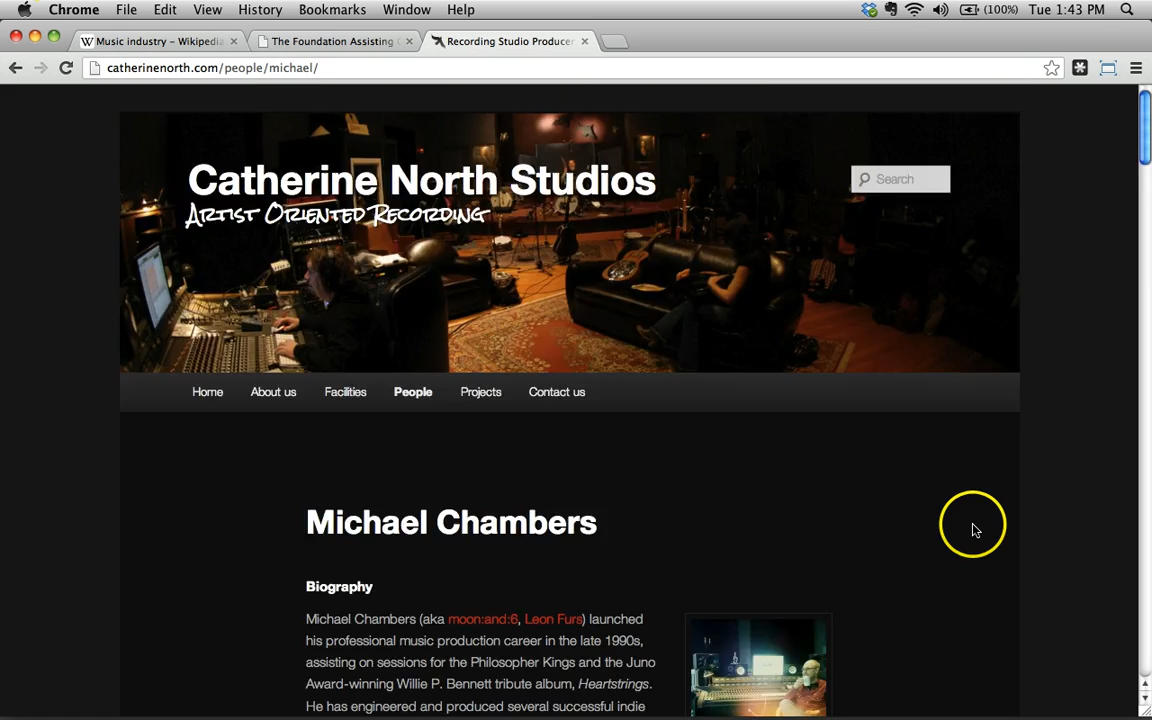 Chrome File Edit View History Bookmarks Window Help (100%) Tue 1:43 PM
W Music industry – Wikipedia × The Foundation Assisting × Recording Studio Producer ×
catherinenorth.com/people/michael/
Catherine North Studios
Search
Artist Oriented Recording
Home About us Facilities People Projects Contact us
Michael Chambers
Biography
Michael Chambers (aka moon:and:6, Leon Furs) launched
his professional music production career in the late 1990s,
assisting on sessions for the Philosopher Kings and the Juno
Award-winning Willie P. Bennett tribute album, Heartstrings.
He has engineered and produced several successful indie